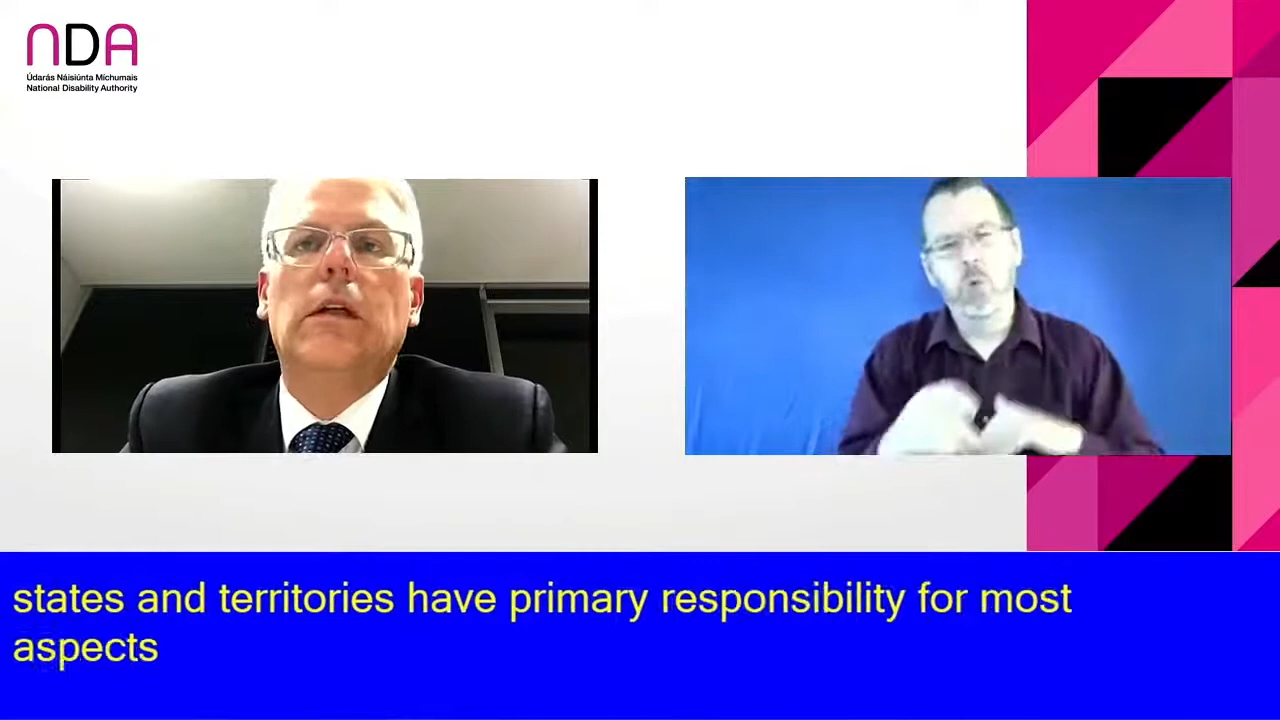 NDA
Údarás Náisiúnta Míchumais
National Disability Authority
states and territories have primary responsibility for most
aspects